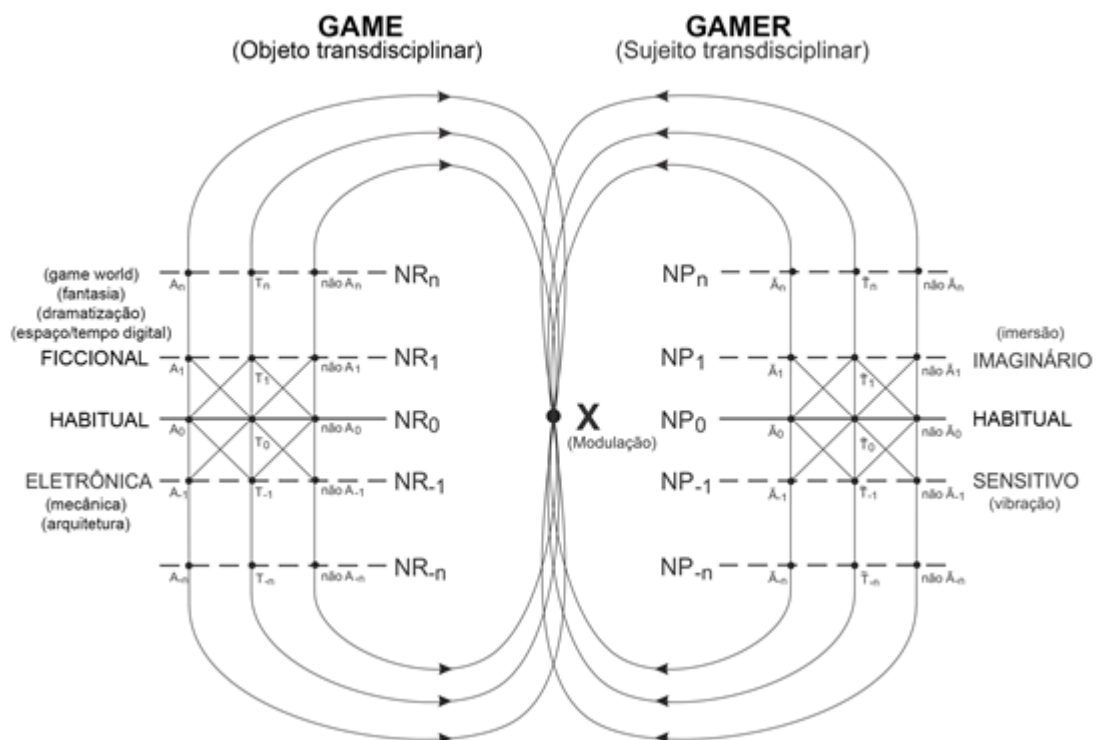 GAME
(Objeto transdisciplinar)
GAMER
(Sujeito transdisciplinar)
(game world)
(fantasia)
(dramatização)
(espaço/tempo digital)
FICCIONAL
HABITUAL
ELETRÔNICA
(mecânica)
(arquitetura)
Aₙ Tₙ não Aₙ NRₙ
A₁ T₁ não A₁ NR₁
A₀ T₀ não A₀ NR₀
A₋₁ T₋₁ não A₋₁ NR₋₁
A₋ₙ T₋ₙ não A₋ₙ NR₋ₙ
X
(Modulação)
NPₙ Āₙ T̄ₙ não Āₙ
NP₁ Ā₁ T̄₁ não Ā₁
NP₀ Ā₀ T̄₀ não Ā₀
NP₋₁ Ā₋₁ T̄₋₁ não Ā₋₁
NP₋ₙ Ā₋ₙ T̄₋ₙ não Ā₋ₙ
(imersão)
IMAGINÁRIO
HABITUAL
SENSITIVO
(vibração)